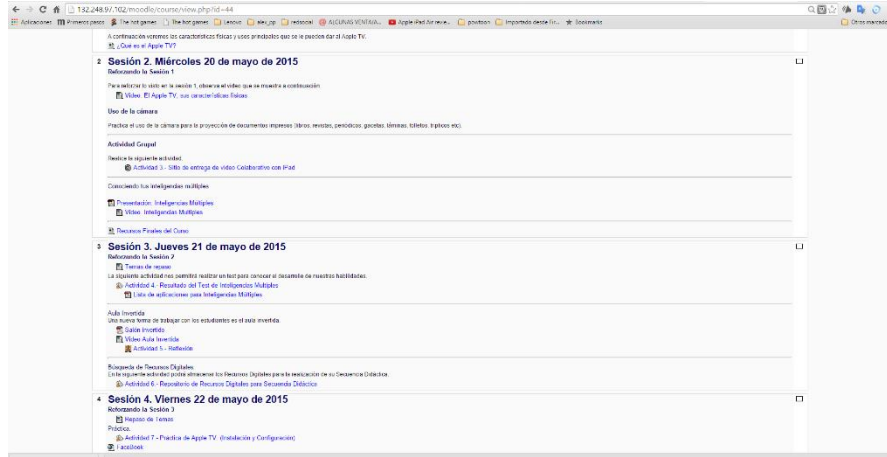 132.248.97.102/moodle/course/view.php?id=44
Aplicaciones Primeros pasos The hot games The hot games Lenovo alex_pp redsocial ALGUNAS VENTAJA... Apple iPad Air revie... powtoon Importado desde Fir... Bookmarks Otros marcado
A continuación veremos las características físicas y usos principales que se le pueden dar al Apple TV.
¿Qué es el Apple TV?
2 Sesión 2. Miércoles 20 de mayo de 2015
Reforzando la Sesión 1
Para reforzar lo visto en la sesión 1, observe el video que se muestra a continuación
Video: El Apple TV, sus características físicas
Uso de la cámara
Practica el uso de la cámara para la proyección de documentos impresos (libros, revistas, periódicos, gacetas, láminas, folletos, trípticos etc).
Actividad Grupal
Realice la siguiente actividad.
Actividad 3.- Sitio de entrega de video Colaborativo con iPad
Conociendo tus inteligencias múltiples
Presentación: Inteligencias Múltiples
Video: Inteligencias Multiples
Recursos Finales del Curso
3 Sesión 3. Jueves 21 de mayo de 2015
Reforzando la Sesión 2
Temas de repaso
La siguiente actividad nos permitirá realizar un test para conocer el desarrollo de nuestras habilidades.
Actividad 4.- Resultado del Test de Inteligencias Multiples
Lista de aplicaciones para Inteligencias Múltiples
Aula Invertida
Una nueva forma de trabajar con los estudiantes es el aula invertida.
Salón invertido
Video Aula Invertida
Actividad 5.- Reflexión
Búsqueda de Recursos Digitales
En la siguiente actividad podrá almacenar los Recursos Digitales para la realización de su Secuencia Didáctica.
Actividad 6.- Repositorio de Recursos Digitales para Secuencia Didáctica
4 Sesión 4. Viernes 22 de mayo de 2015
Reforzando la Sesión 3
Repaso de Temas
Práctica.
Actividad 7.- Práctica de Apple TV. (Instalación y Configuración)
FaceBook